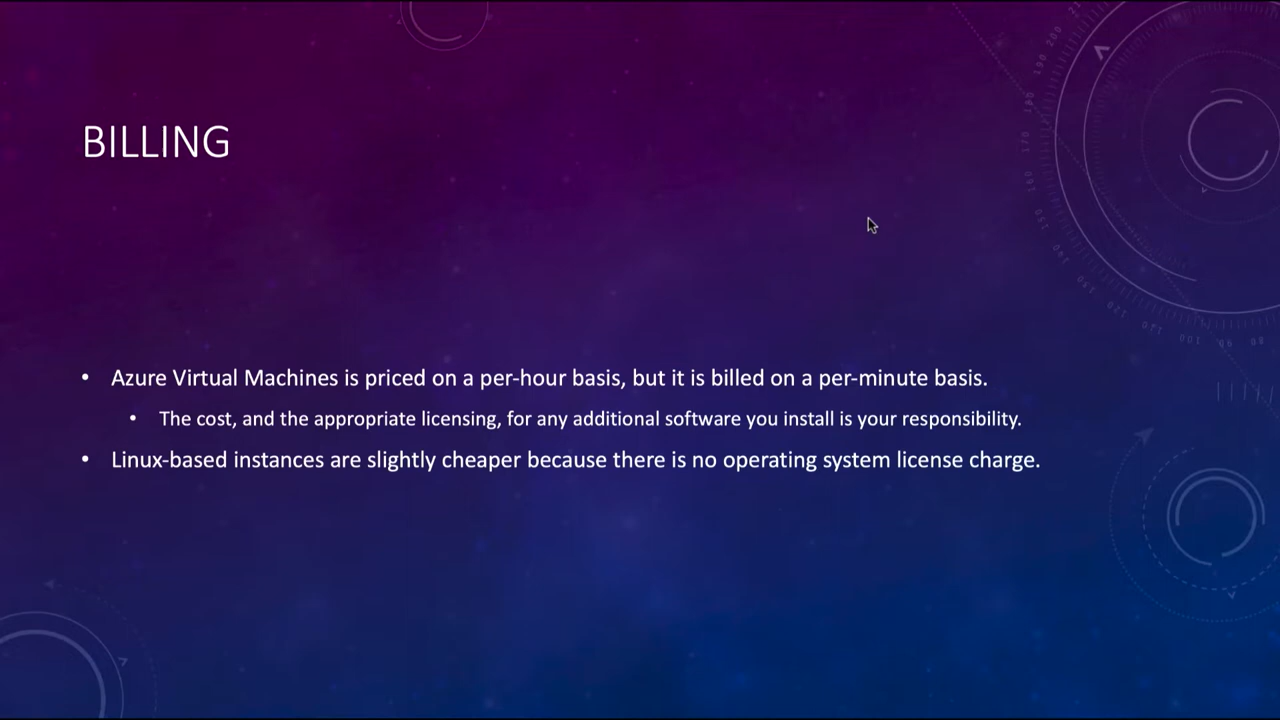 BILLING
• Azure Virtual Machines is priced on a per-hour basis, but it is billed on a per-minute basis.
• The cost, and the appropriate licensing, for any additional software you install is your responsibility.
• Linux-based instances are slightly cheaper because there is no operating system license charge.